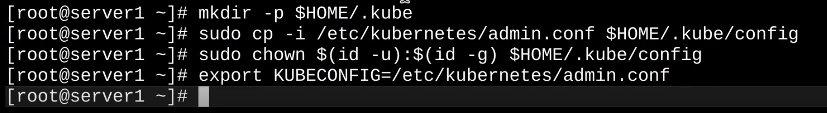 [root@server1 ~]# mkdir -p $HOME/.kube
[root@server1 ~]# sudo cp -i /etc/kubernetes/admin.conf $HOME/.kube/config
[root@server1 ~]# sudo chown $(id -u):$(id -g) $HOME/.kube/config
[root@server1 ~]# export KUBECONFIG=/etc/kubernetes/admin.conf
[root@server1 ~]#